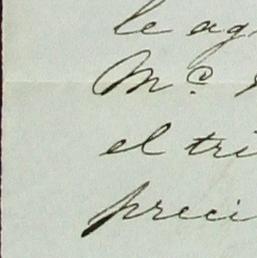 le ag
Mc.
el tri
preci